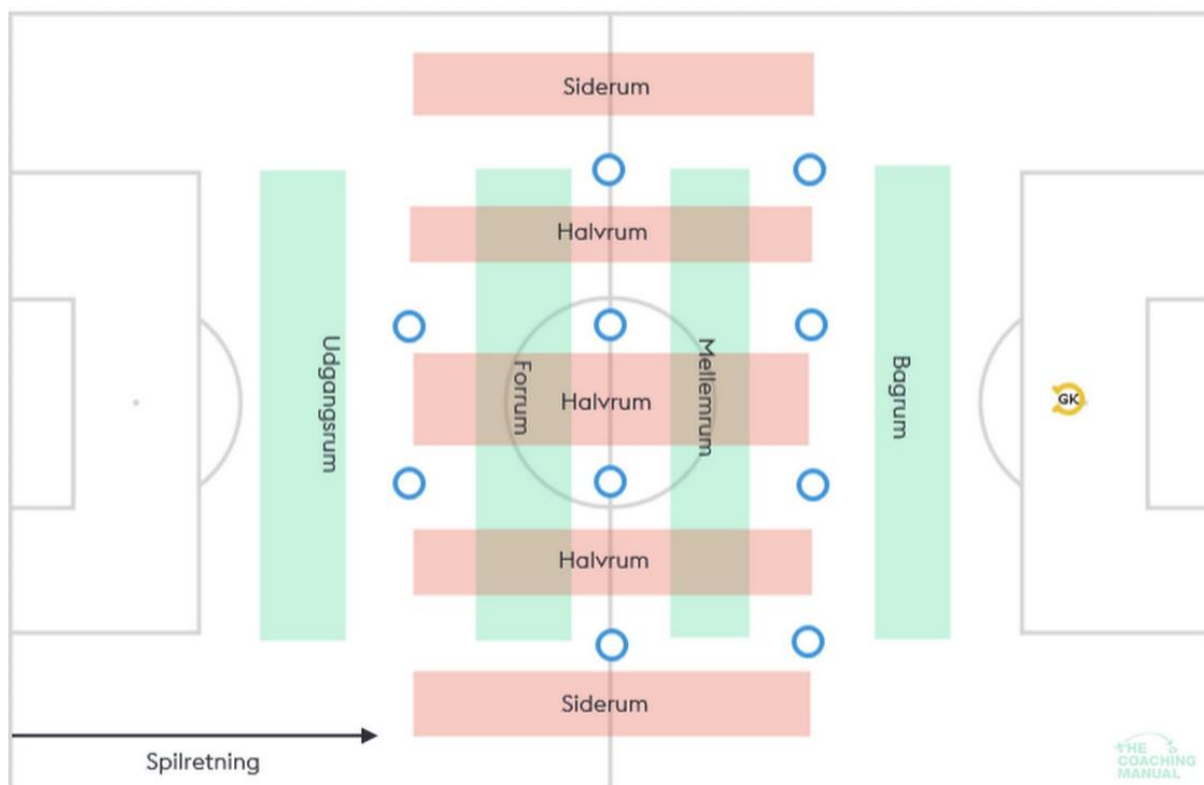 Siderum
Halvrum
Udgangsrum
Forrum
Halvrum
Mellemrum
Bagrum
GK
Halvrum
Siderum
Spilretning
THE
COACHING
MANUAL